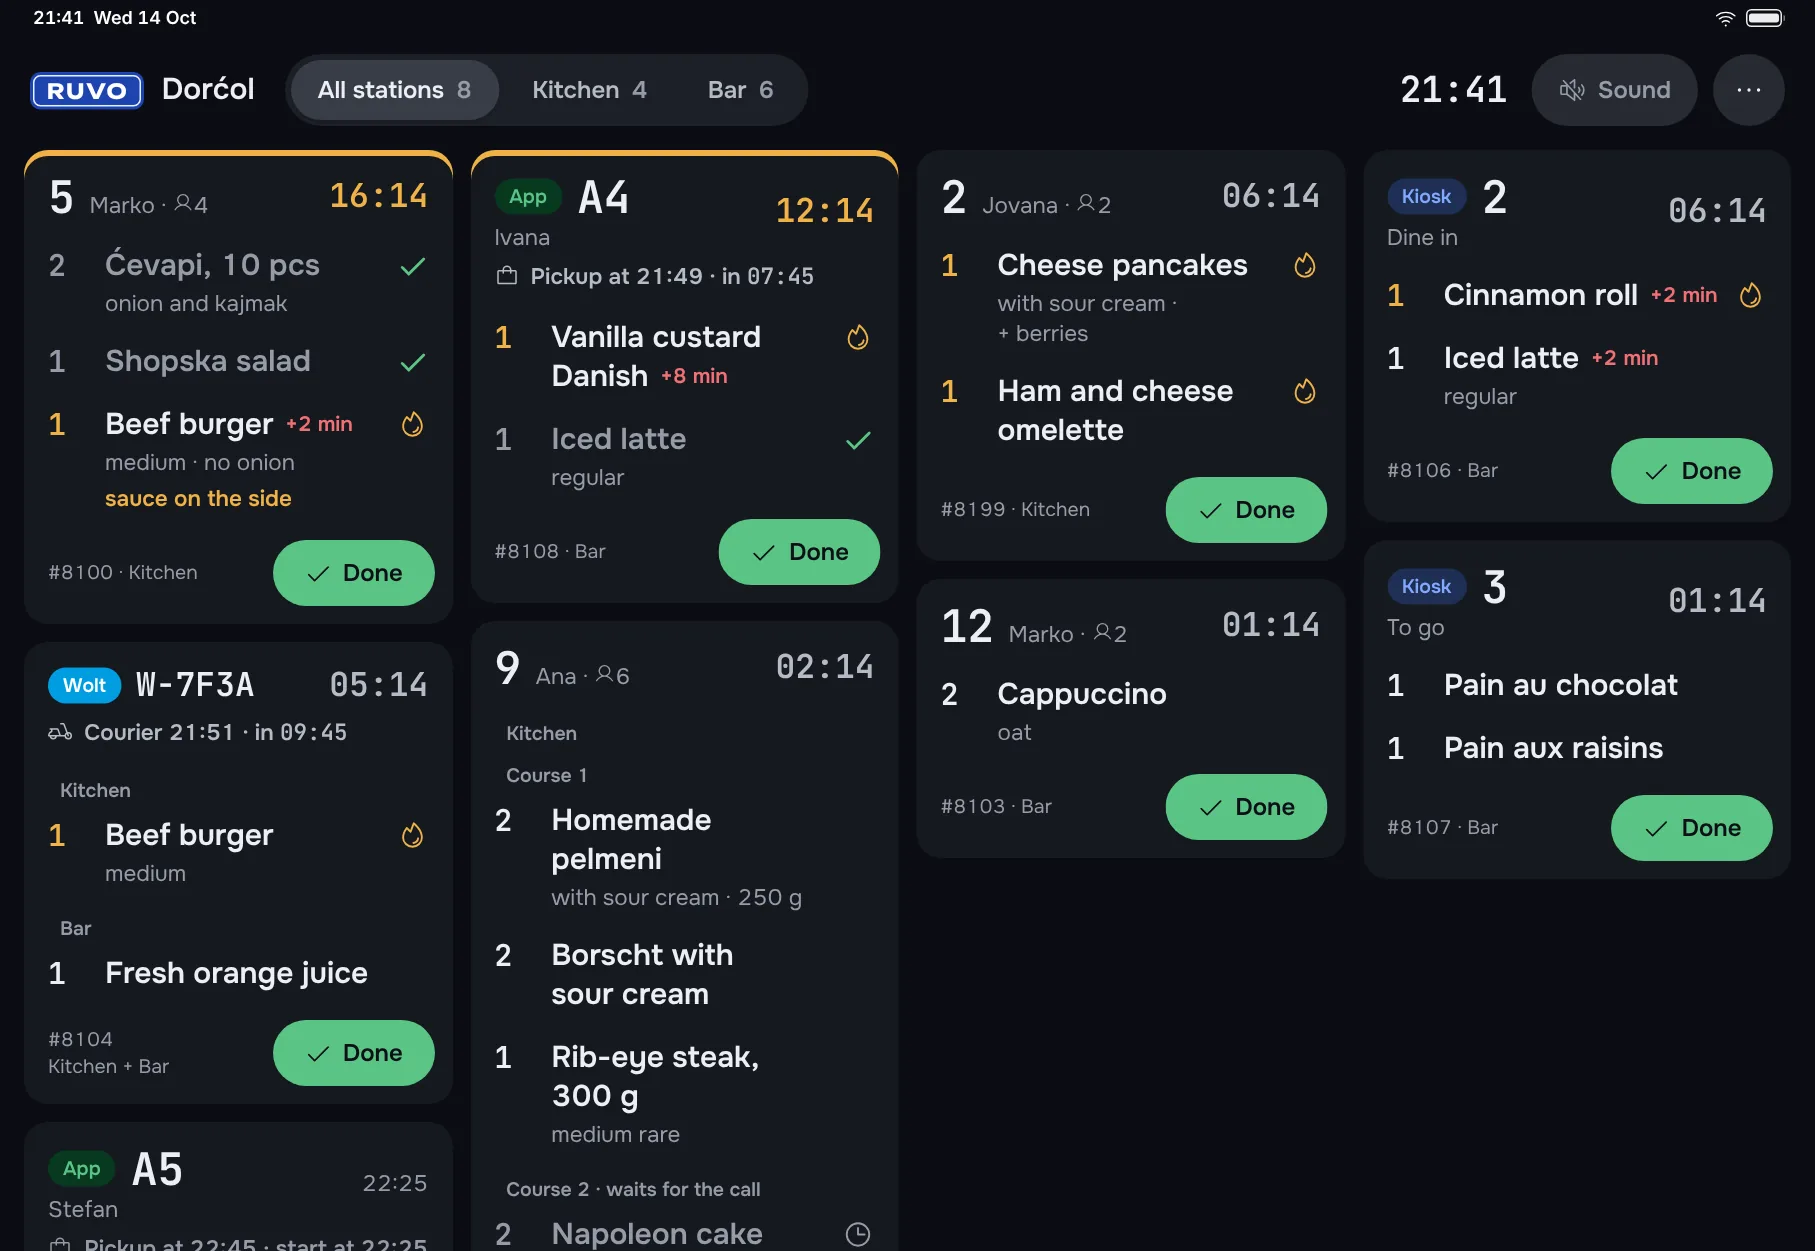 21:41 Wed 14 Oct
RUVO Dorćol
All stations 8
Kitchen 4
Bar 6
21:41
Sound
5 Marko · 4 16:14
2 Ćevapi, 10 pcs
onion and kajmak
1 Shopska salad
1 Beef burger +2 min
medium · no onion
sauce on the side
#8100 · Kitchen
Done
Wolt W-7F3A 05:14
Courier 21:51 · in 09:45
Kitchen
1 Beef burger
medium
Bar
1 Fresh orange juice
#8104
Kitchen + Bar
Done
App A5 22:25
Stefan
Pickup at 22:45 · start at 22:25
App A4 12:14
Ivana
Pickup at 21:49 · in 07:45
1 Vanilla custard
Danish +8 min
1 Iced latte
regular
#8108 · Bar
Done
9 Ana · 6 02:14
Kitchen
Course 1
2 Homemade
pelmeni
with sour cream · 250 g
2 Borscht with
sour cream
1 Rib-eye steak,
300 g
medium rare
Course 2 · waits for the call
2 Napoleon cake
2 Jovana · 2 06:14
1 Cheese pancakes
with sour cream ·
+ berries
1 Ham and cheese
omelette
#8199 · Kitchen
Done
12 Marko · 2 01:14
2 Cappuccino
oat
#8103 · Bar
Done
Kiosk 2 06:14
Dine in
1 Cinnamon roll +2 min
1 Iced latte +2 min
regular
#8106 · Bar
Done
Kiosk 3 01:14
To go
1 Pain au chocolat
1 Pain aux raisins
#8107 · Bar
Done